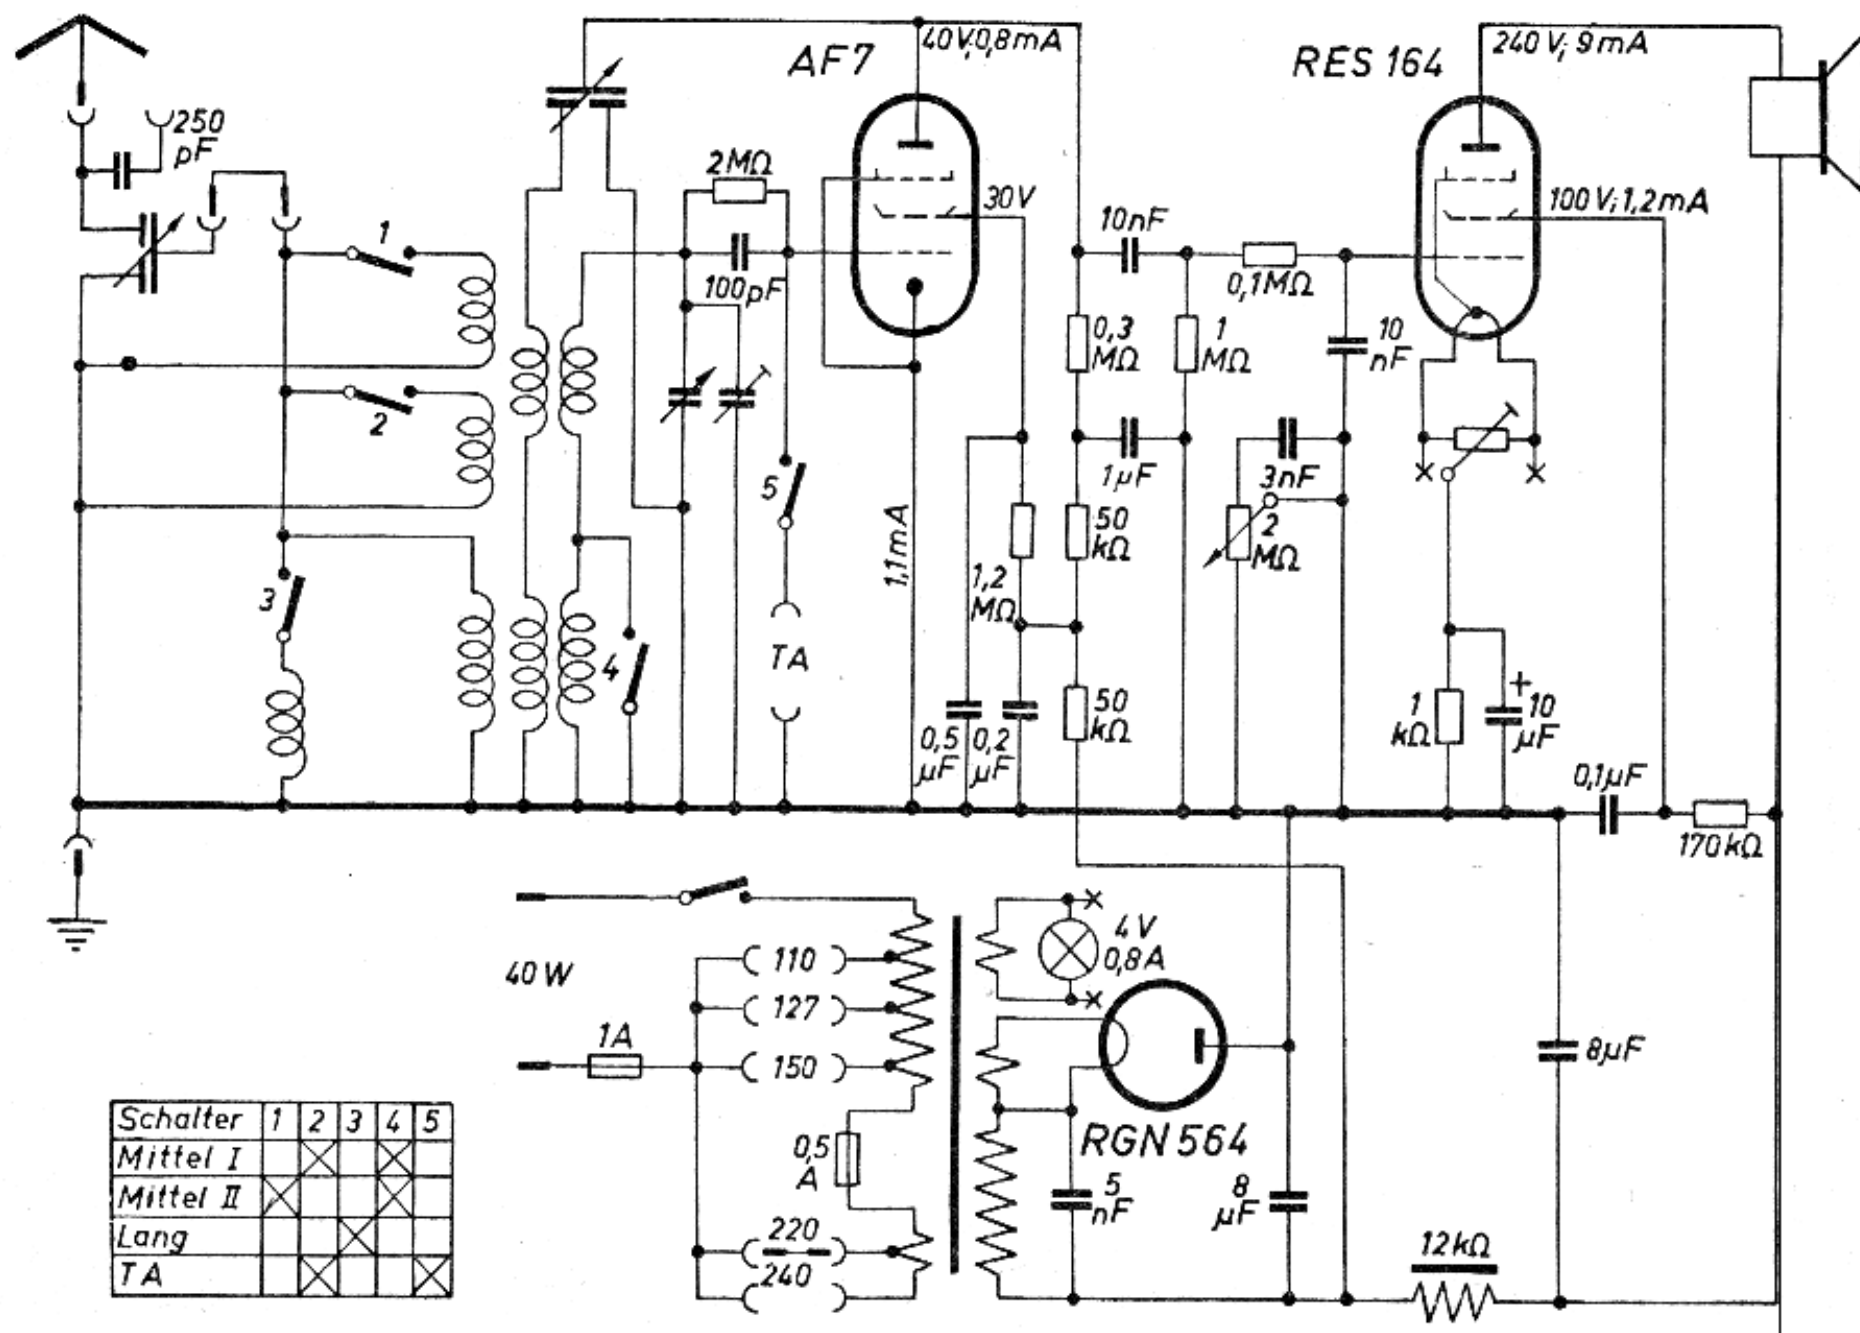 250
pF
AF7
40V;0,8mA
RES 164
240 V; 9mA
2MΩ
30V
100V;1,2mA
10nF
100pF
0,1MΩ
1
2
3
4
5
0,3
MΩ
1
MΩ
10
nF
1µF
3nF
50
kΩ
2
MΩ
1,1mA
1,2
MΩ
TA
0,5
µF
0,2
µF
50
kΩ
1
kΩ
+
10
µF
0,1µF
170kΩ
40W
110
127
150
1A
4V
0,8A
8µF
RGN 564
0,5
A
5
nF
8
µF
220
240
12kΩ
Schalter 1 2 3 4 5
Mittel I
Mittel II
Lang
TA